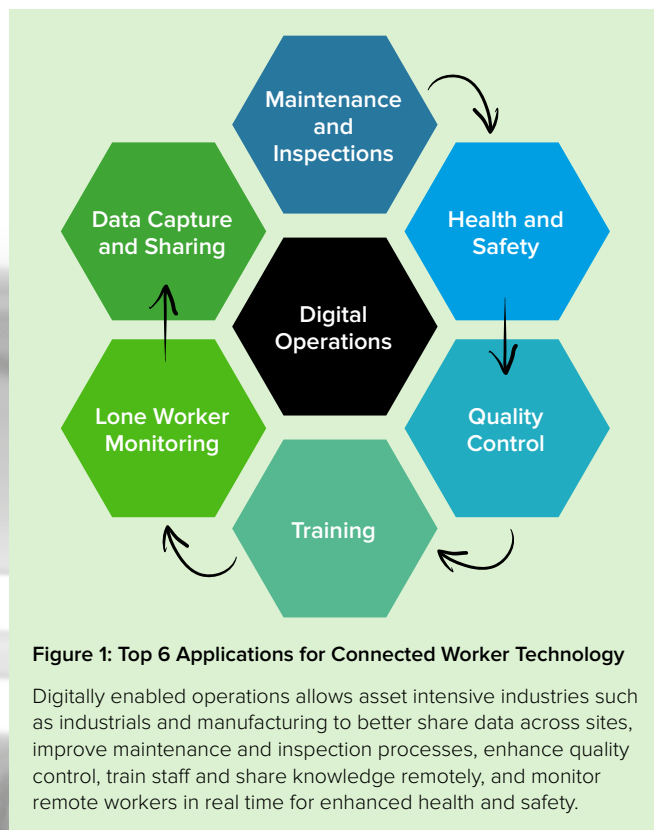 Maintenance
and
Inspections
Health and
Safety
Quality
Control
Training
Lone Worker
Monitoring
Data Capture
and Sharing
Digital
Operations
Figure 1: Top 6 Applications for Connected Worker Technology
Digitally enabled operations allows asset intensive industries such
as industrials and manufacturing to better share data across sites,
improve maintenance and inspection processes, enhance quality
control, train staff and share knowledge remotely, and monitor
remote workers in real time for enhanced health and safety.